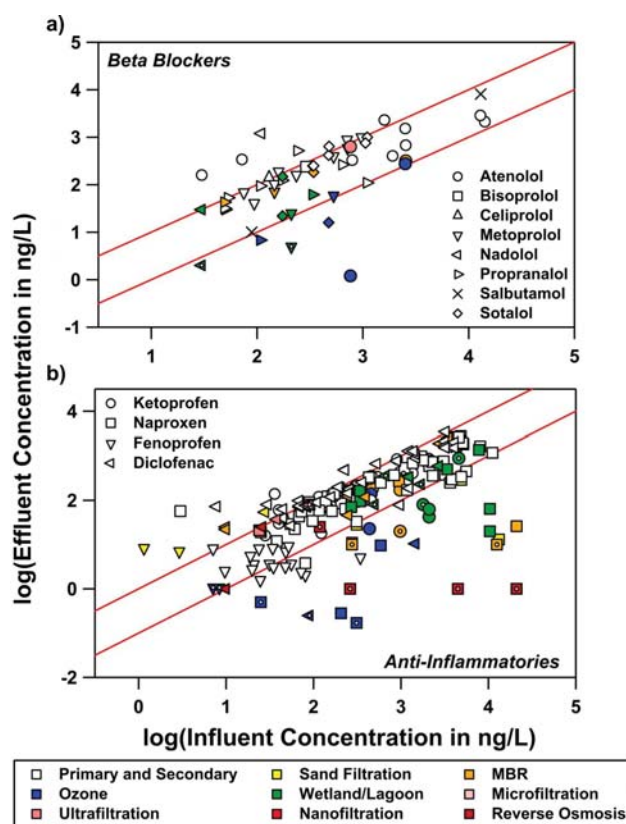 a)
5
Beta Blockers
4
3
2
1
0
-1
Atenolol
Bisoprolol
Celiprolol
Metoprolol
Nadolol
Propranalol
Salbutamol
Sotalol
1 2 3 4 5
b)
4
2
0
-2
Ketoprofen
Naproxen
Fenoprofen
Diclofenac
Anti-Inflammatories
0 1 2 3 4 5
log(Effluent Concentration in ng/L)
log(Influent Concentration in ng/L)
Primary and Secondary Sand Filtration MBR
Ozone Wetland/Lagoon Microfiltration
Ultrafiltration Nanofiltration Reverse Osmosis